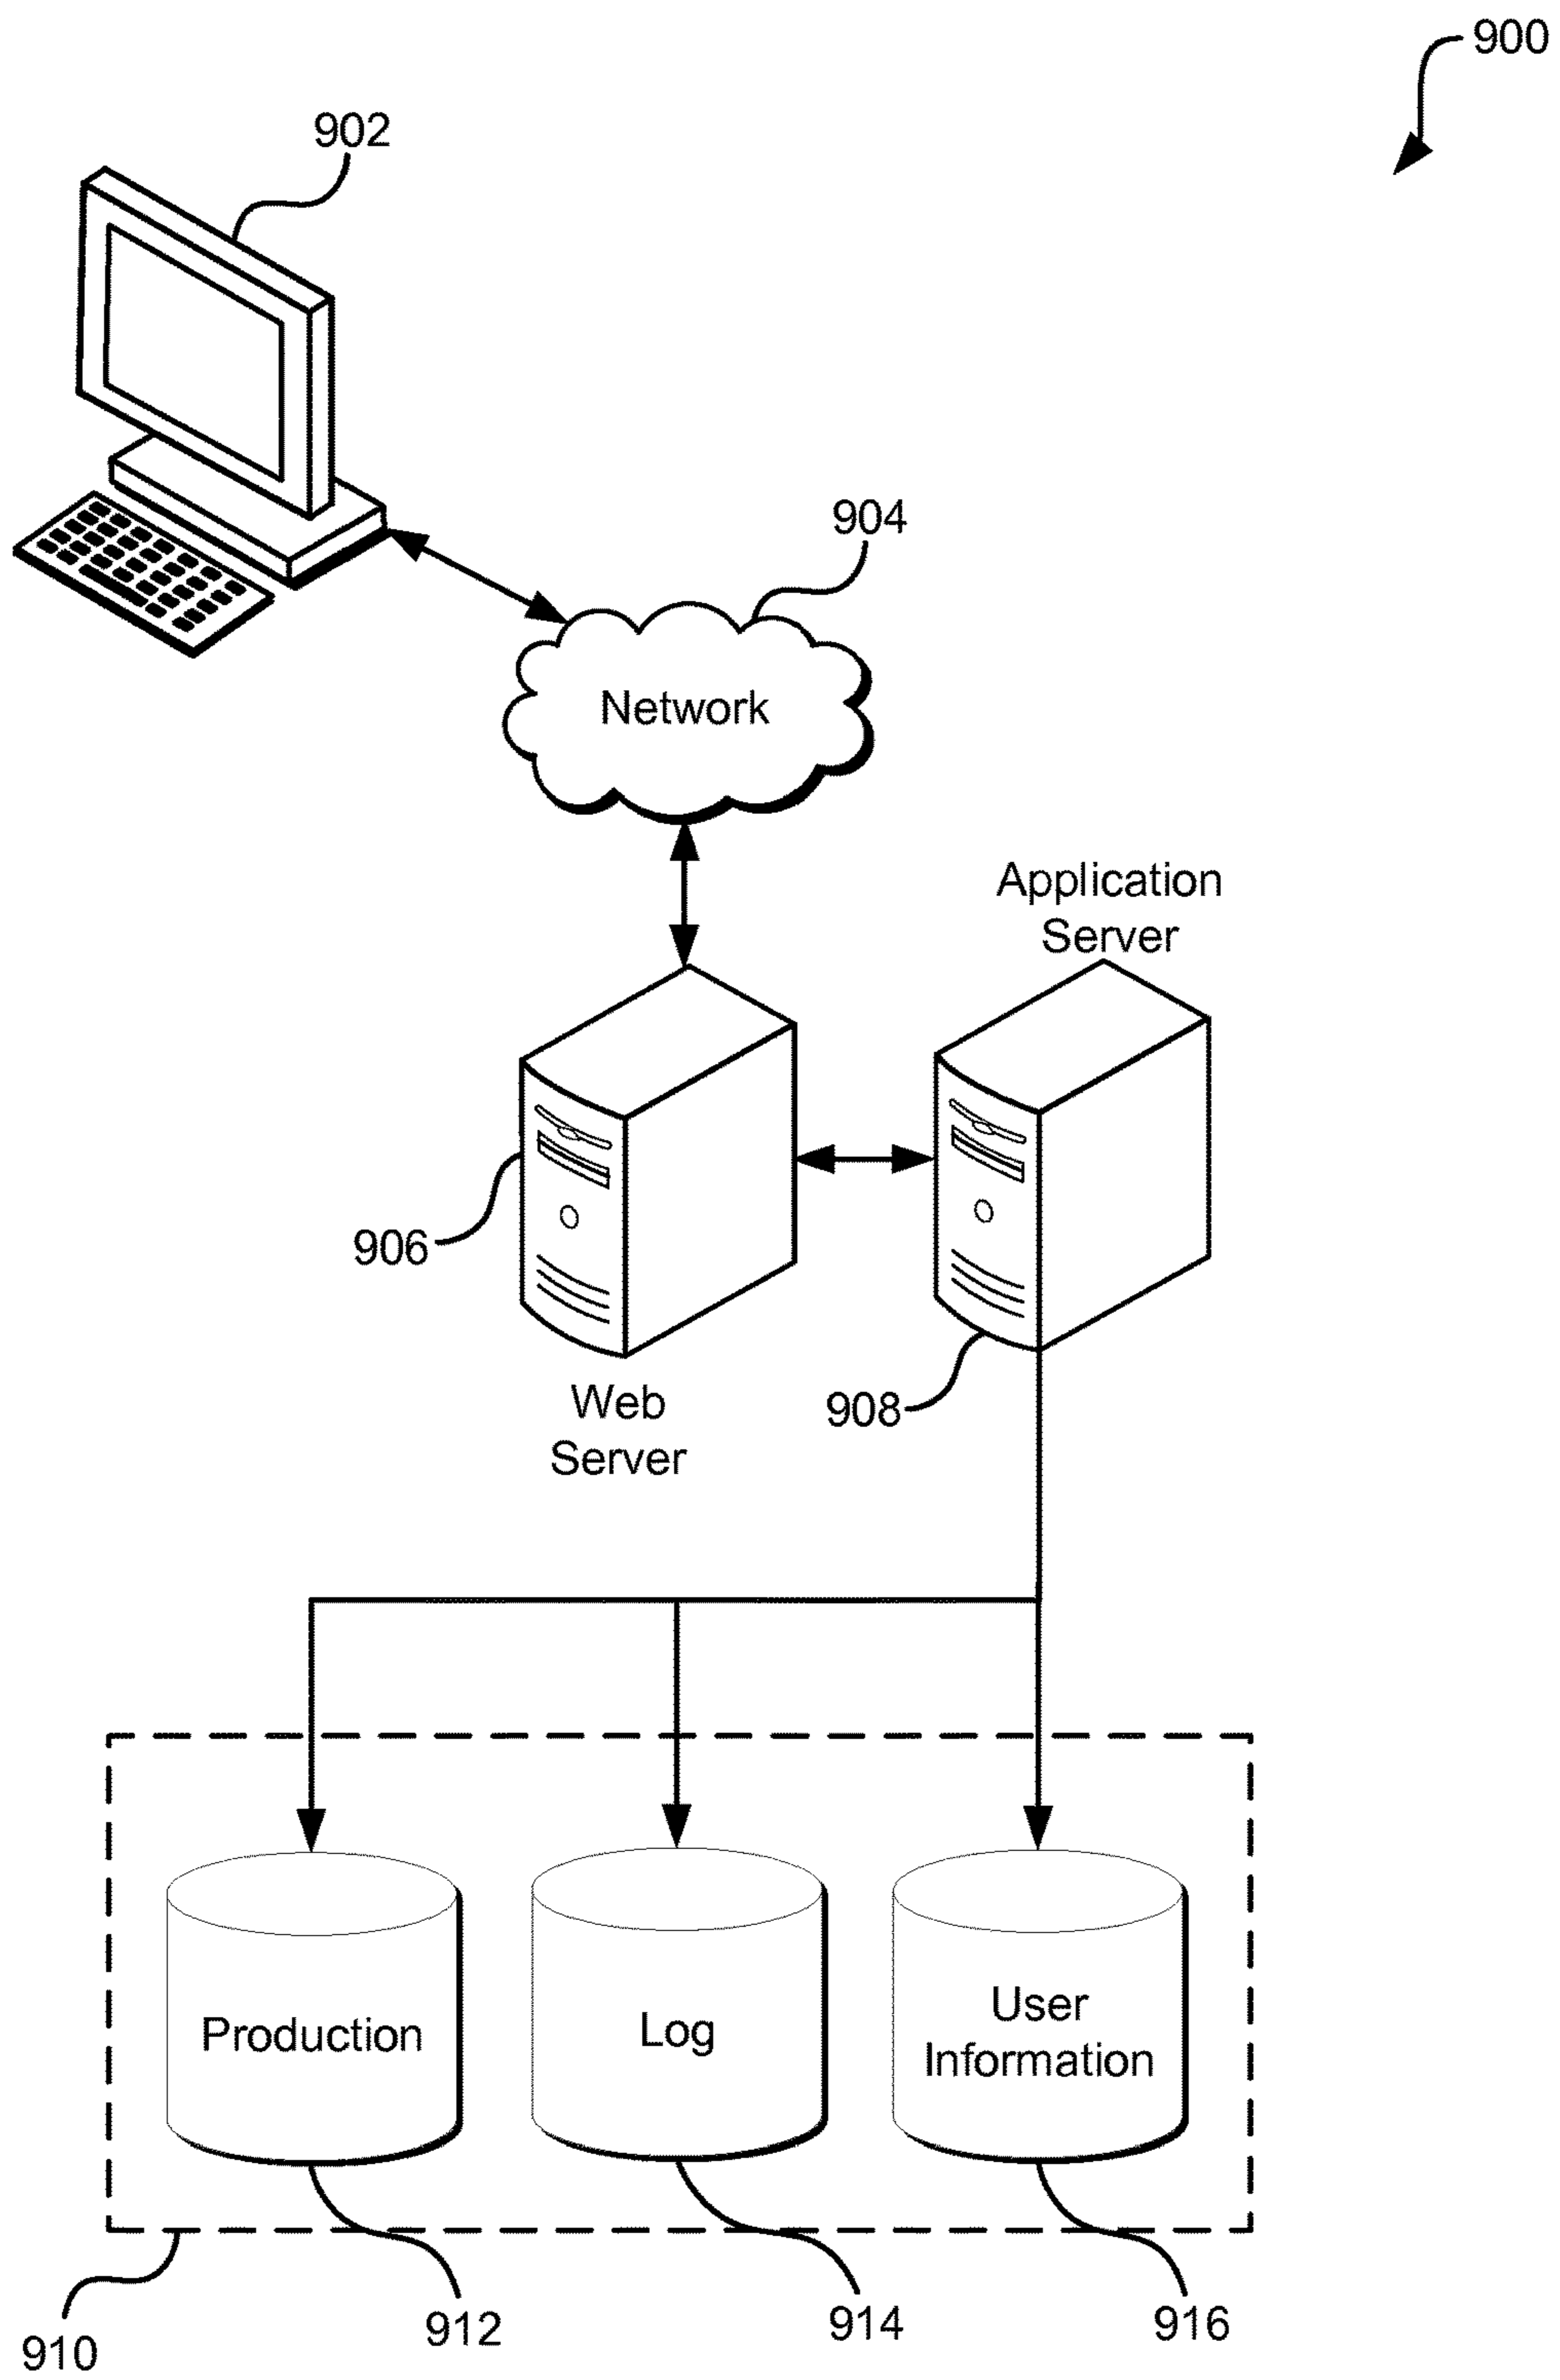 900
902
904
Network
Application
Server
906
908
Web
Server
Production
Log
User
Information
910
912
914
916